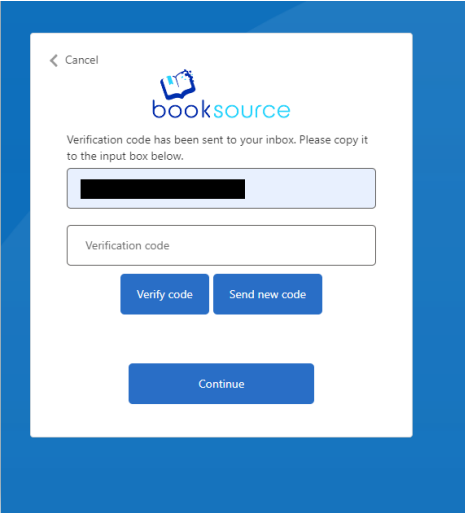 Cancel
booksource
Verification code has been sent to your inbox. Please copy it
to the input box below.
Verification code
Verify code
Send new code
Continue